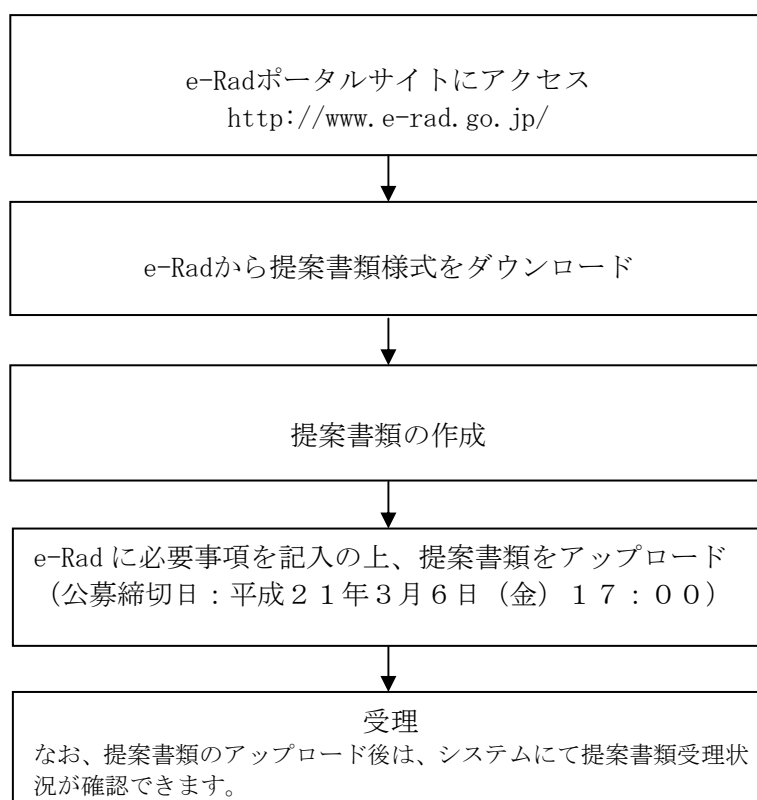 e-Radポータルサイトにアクセス
http://www.e-rad.go.jp/
e-Radから提案書類様式をダウンロード
提案書類の作成
e-Rad に必要事項を記入の上、提案書類をアップロード
（公募締切日：平成２１年３月６日（金）１７：００）
受理
なお、提案書類のアップロード後は、システムにて提案書類受理状
況が確認できます。